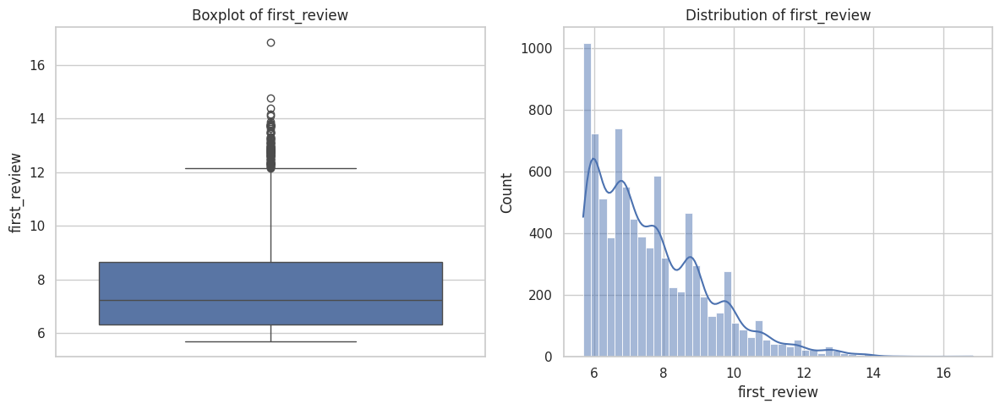 Boxplot of first_review
16
14
12
10
8
6
first_review
Distribution of first_review
1000
800
600
400
200
0
Count
6 8 10 12 14 16
first_review